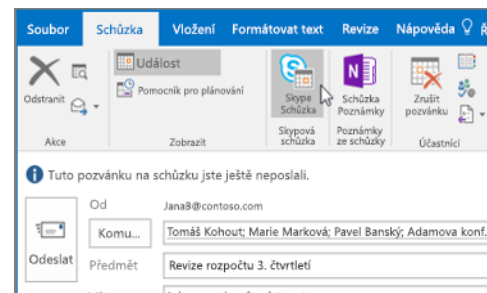 Soubor Schůzka Vložení Formátovat text Revize Nápověda
Odstranit
Událost
Pomocník pro plánování
Skype Schůzka
Schůzka Poznámky
Zrušit pozvánku
Akce Zobrazit Skypová schůzka Poznámky ze schůzky Účastníci
Tuto pozvánku na schůzku jste ještě neposlali.
Odeslat
Od JanaB@contoso.com
Komu... Tomáš Kohout; Marie Marková; Pavel Banský; Adamova konf.
Předmět Revize rozpočtu 3. čtvrtletí